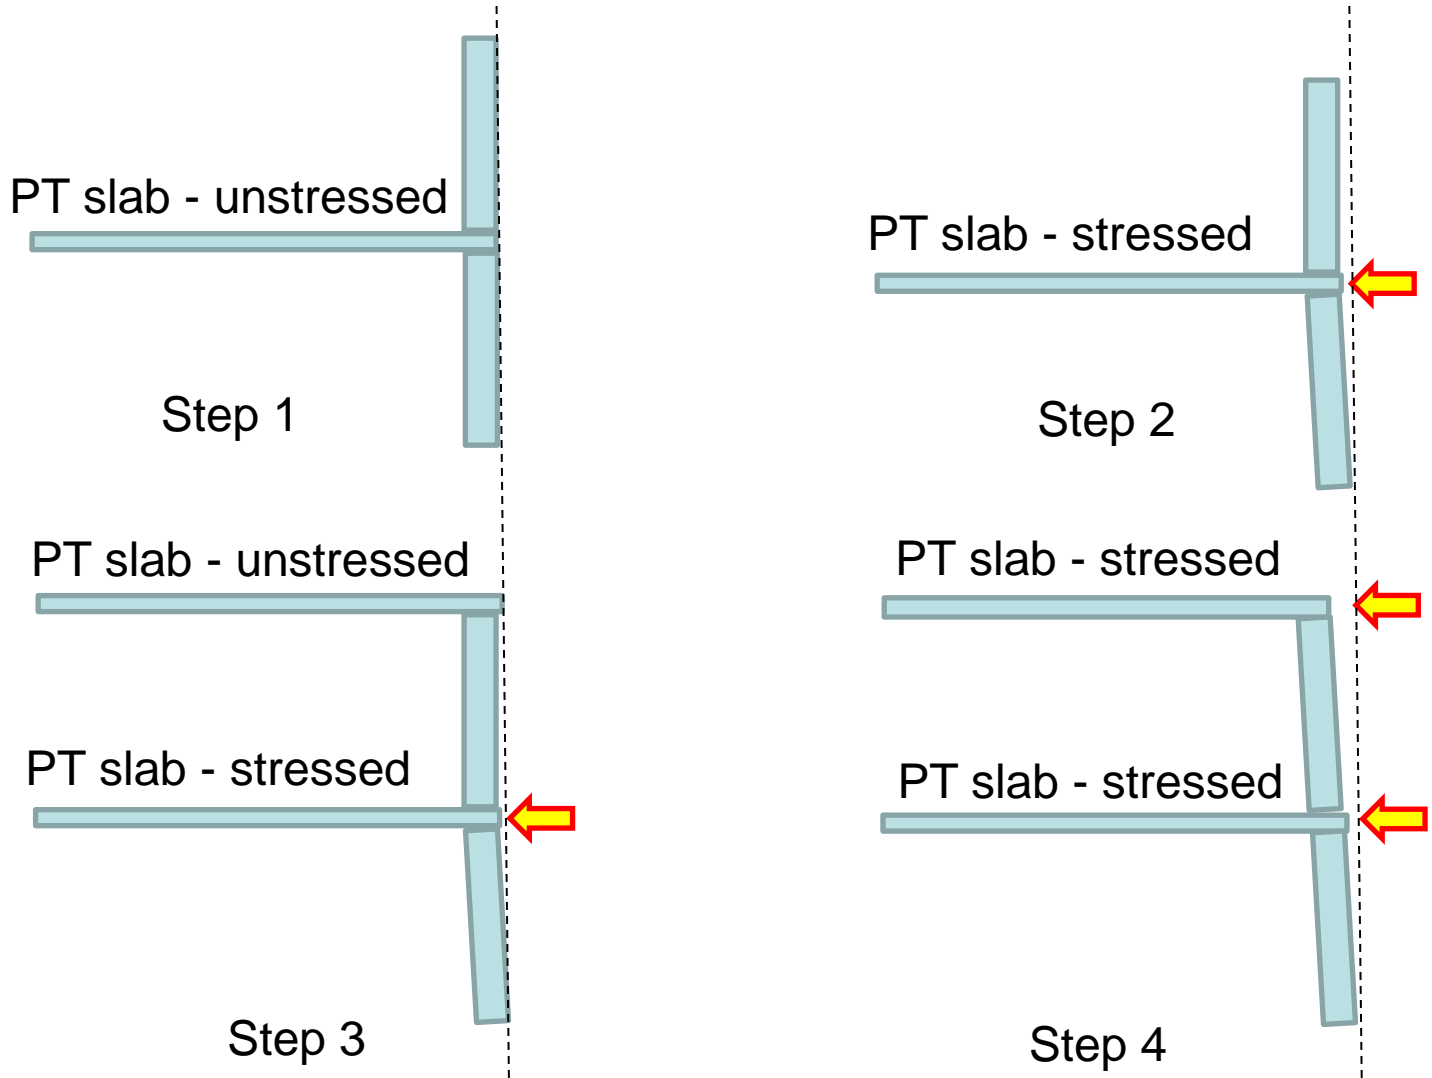 PT slab - unstressed
Step 1
PT slab - stressed
Step 2
PT slab - unstressed
PT slab - stressed
Step 3
PT slab - stressed
PT slab - stressed
Step 4